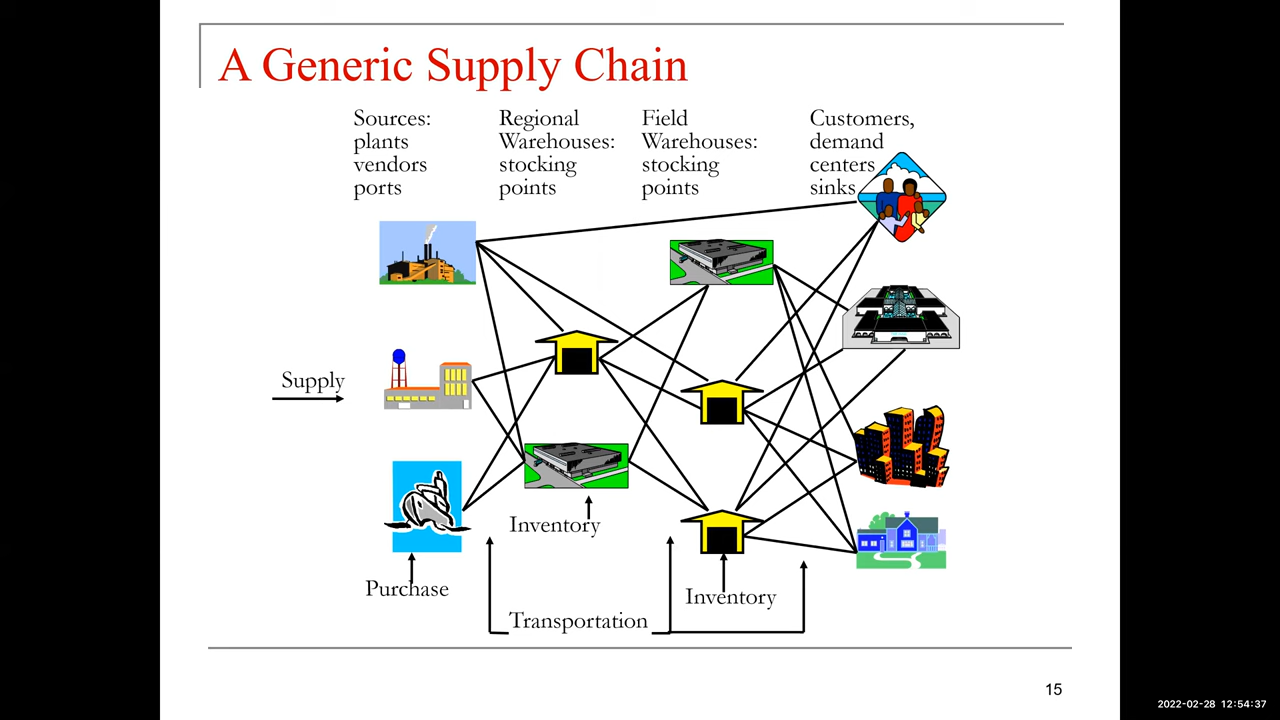 A Generic Supply Chain
Sources:
plants
vendors
ports
Regional
Warehouses:
stocking
points
Field
Warehouses:
stocking
points
Customers,
demand
centers
sinks
Supply
Inventory
Purchase
Inventory
Transportation
15
2022-02-28 12:54:37